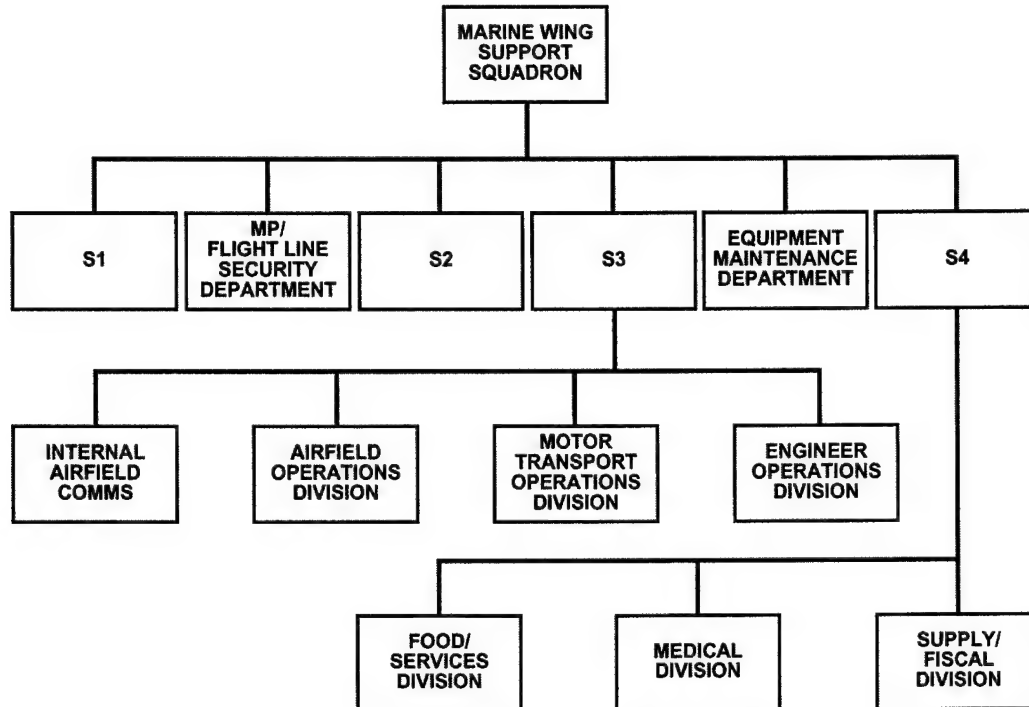 MARINE WING
SUPPORT
SQUADRON
S1
MP/
FLIGHT LINE
SECURITY
DEPARTMENT
S2
S3
EQUIPMENT
MAINTENANCE
DEPARTMENT
S4
INTERNAL
AIRFIELD
COMMS
AIRFIELD
OPERATIONS
DIVISION
MOTOR
TRANSPORT
OPERATIONS
DIVISION
ENGINEER
OPERATIONS
DIVISION
FOOD/
SERVICES
DIVISION
MEDICAL
DIVISION
SUPPLY/
FISCAL
DIVISION